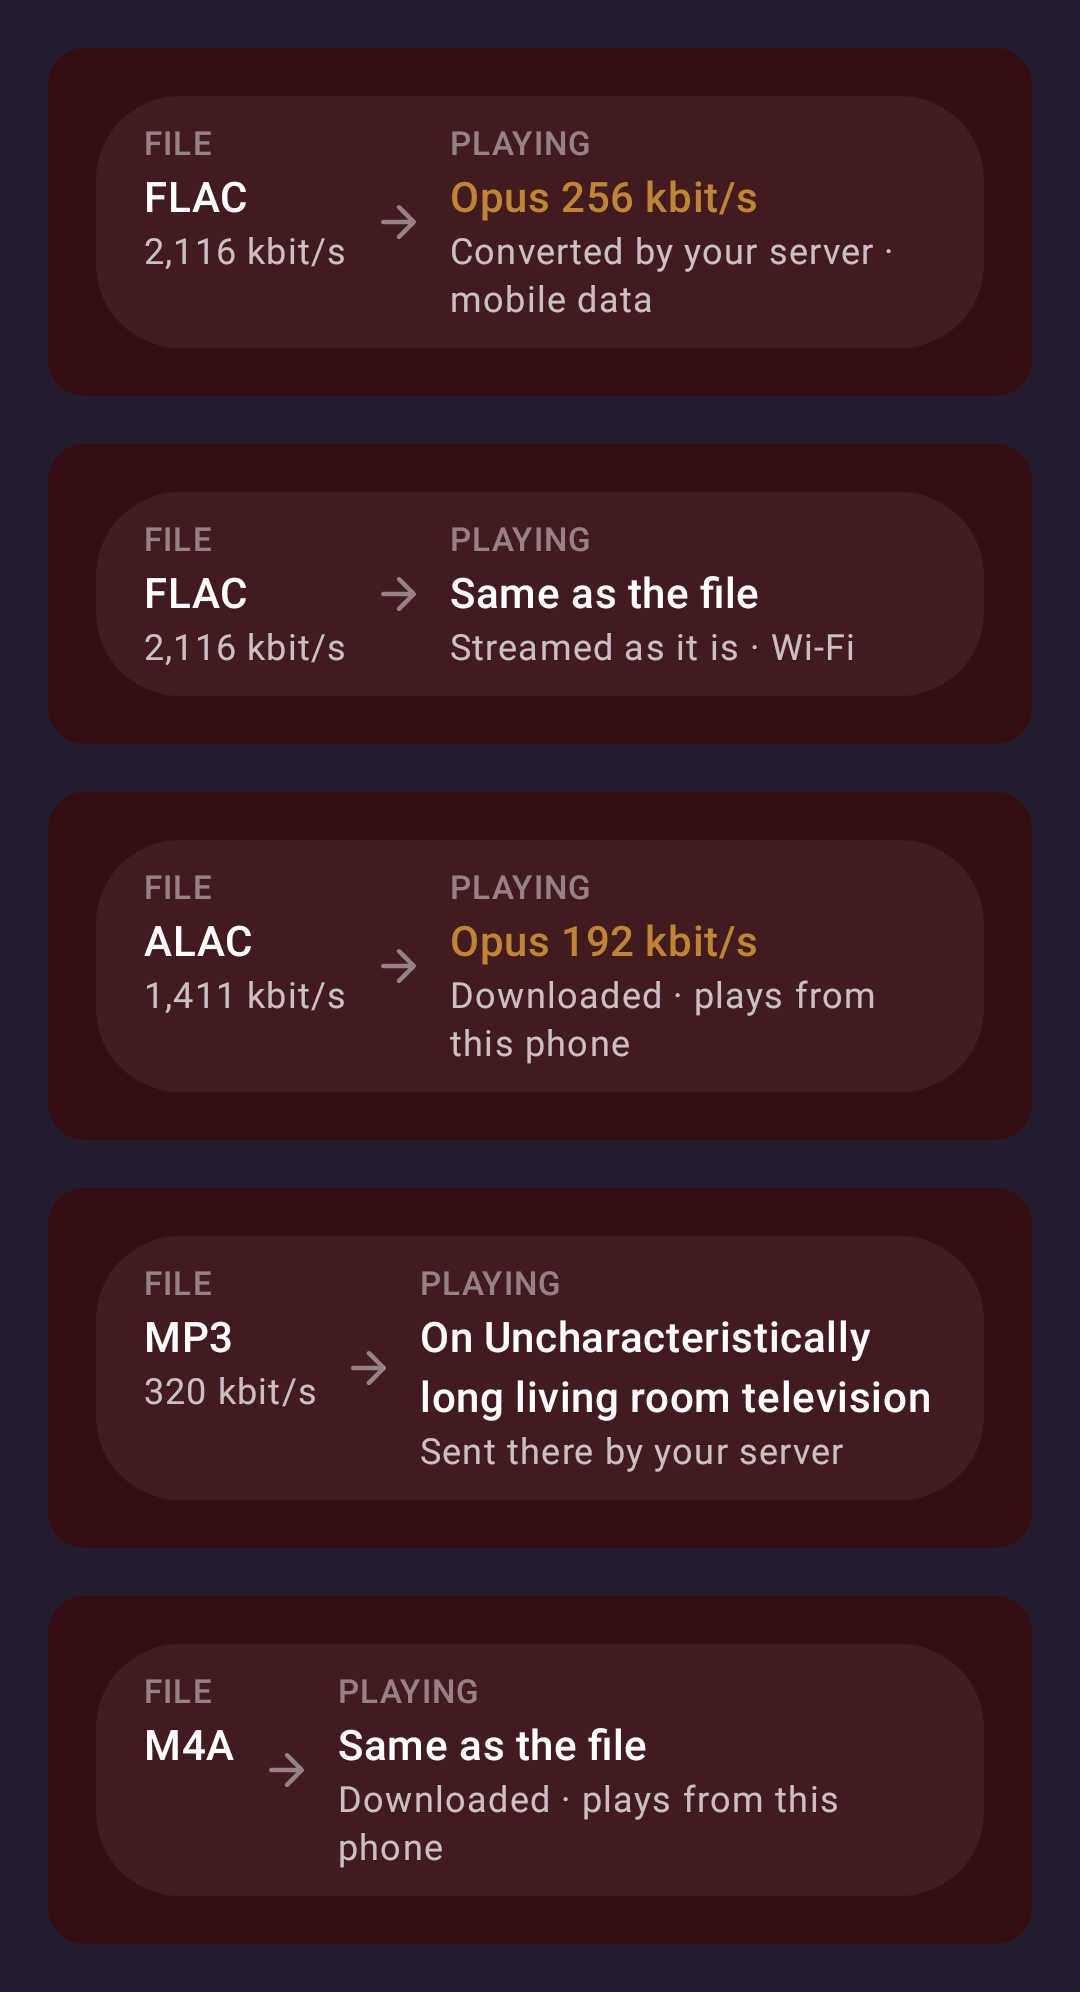 FILE
FLAC
2,116 kbit/s
PLAYING
Opus 256 kbit/s
Converted by your server ·
mobile data
FILE
FLAC
2,116 kbit/s
PLAYING
Same as the file
Streamed as it is · Wi-Fi
FILE
ALAC
1,411 kbit/s
PLAYING
Opus 192 kbit/s
Downloaded · plays from
this phone
FILE
MP3
320 kbit/s
PLAYING
On Uncharacteristically
long living room television
Sent there by your server
FILE
M4A
PLAYING
Same as the file
Downloaded · plays from this
phone